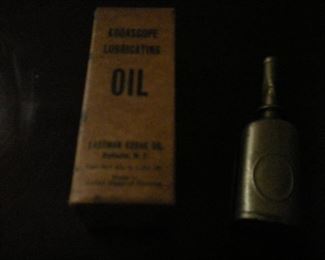 KODASCOPE
LUBRICATING
OIL
EASTMAN KODAK CO.
Rochester, N. Y.